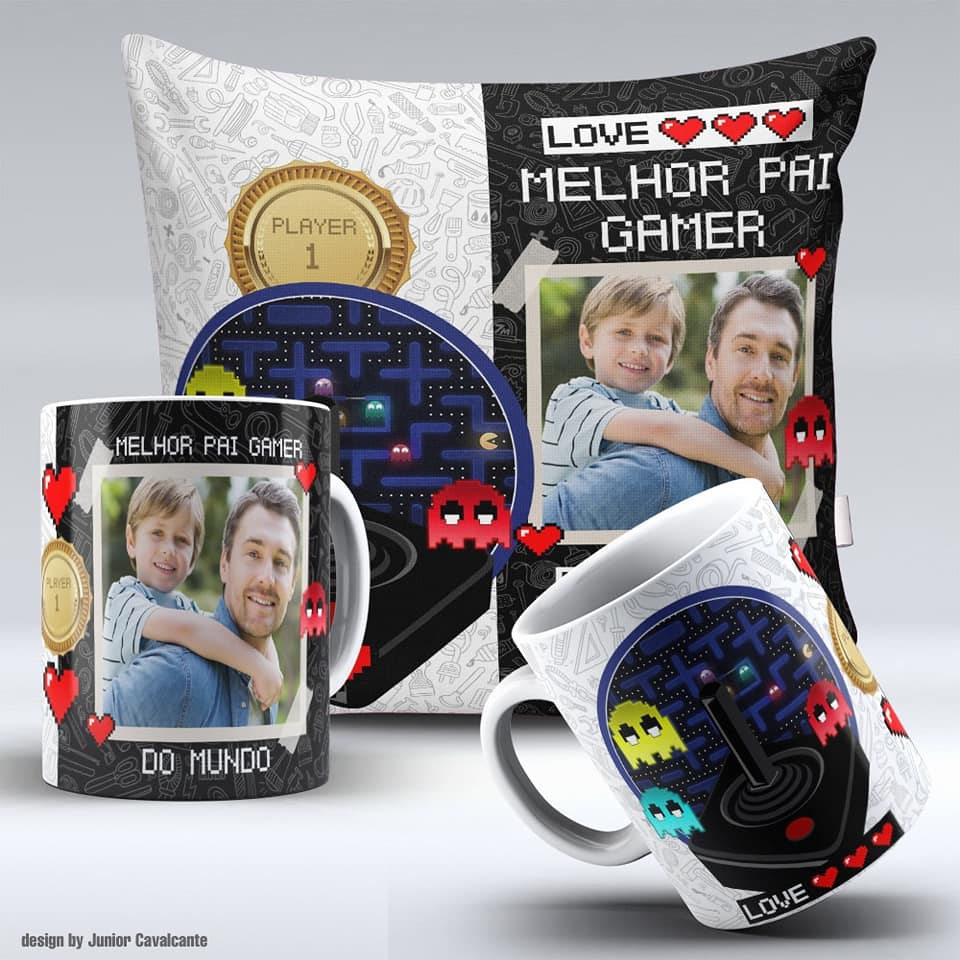 LOVE
MELHOR PAI
GAMER
PLAYER
1
MELHOR PAI GAMER
PLAYER
1
DO MUNDO
LOVE
design by Junior Cavalcante